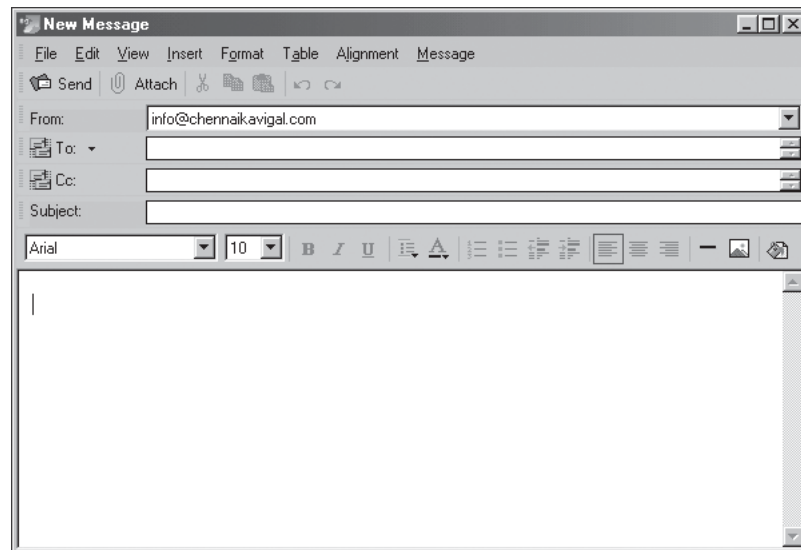 New Message
File Edit View Insert Format Table Alignment Message
Send Attach
From: info@chennaikavigal.com
To:
Cc:
Subject:
Arial 10 B I U A